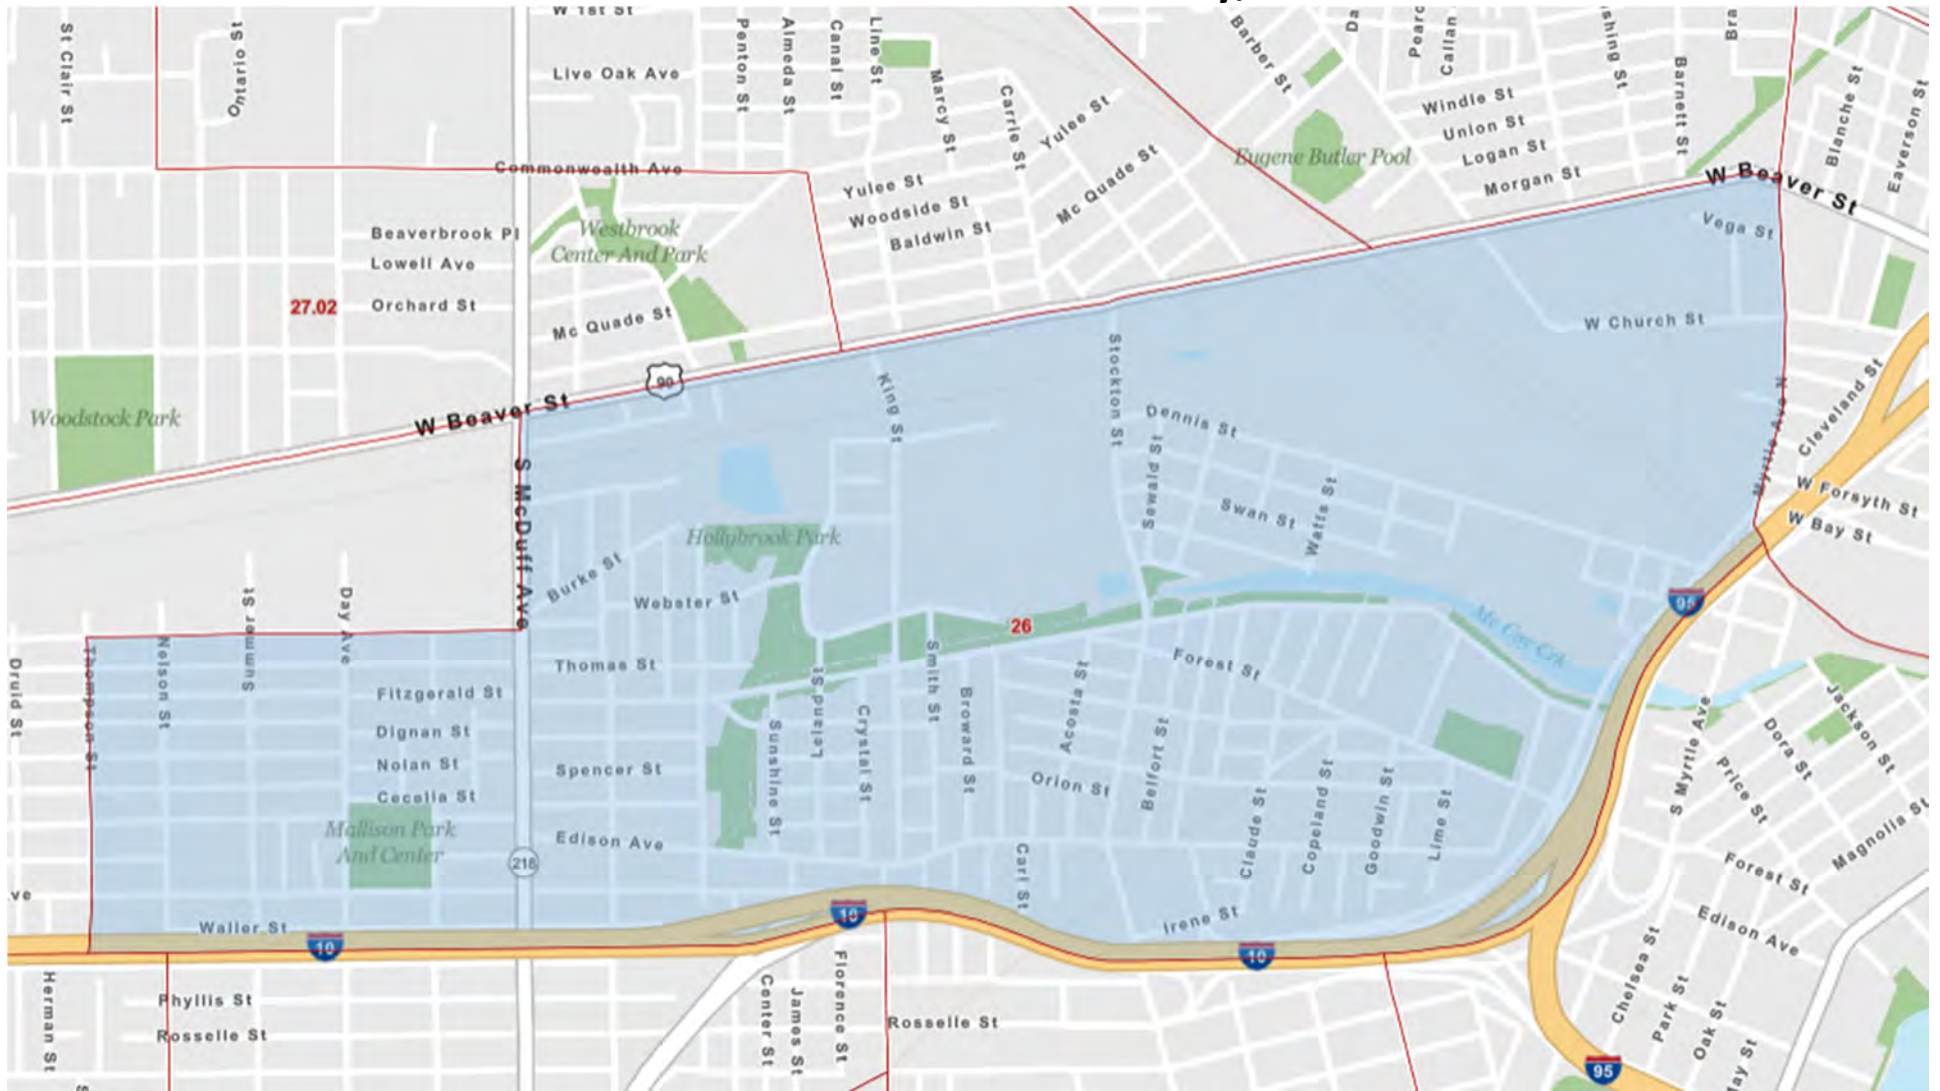 W 1st St
St Clair St
Ontario St
Live Oak Ave
Penton St
Almeda St
Canal St
Line St
Marcy St
Carrie St
Yulee St
Barber St
Windle St
Union St
Logan St
Morgan St
Barnett St
Blanche St
Eaverson St
Commonwealth Ave
Eugene Butler Pool
Yulee St
Woodside St
Baldwin St
Mc Quade St
W Beaver St
Vega St
Beaverbrook Pl
Lowell Ave
Orchard St
27.02
Westbrook
Center And Park
Mc Quade St
W Church St
90
W Beaver St
Woodstock Park
King St
Stockton St
Dennis St
Sewald St
Swan St
Watts St
Myrtle Ave N
Cleveland St
W Forsyth St
W Bay St
S McDuff Ave
Hollybrook Park
Burke St
Webster St
26
95
Mc Coy Crk
Druid St
Thompson St
Nelson St
Summer St
Day Ave
Thomas St
Fitzgerald St
Dignan St
Nolan St
Cecelia St
Spencer St
Edison Ave
Sunshine St
Leland St
Crystal St
Smith St
Broward St
Acosta St
Orion St
Belfort St
Forest St
Claude St
Copeland St
Goodwin St
Lime St
S Myrtle Ave
Jackson St
Dora St
Price St
Magnolia St
Forest St
Edison Ave
Mallison Park
And Center
218
Carl St
Irene St
Waller St
10
10
10
Herman St
Phyllis St
Rosselle St
Center St
James St
Florence St
Rosselle St
Chelsea St
Park St
Oak St
95